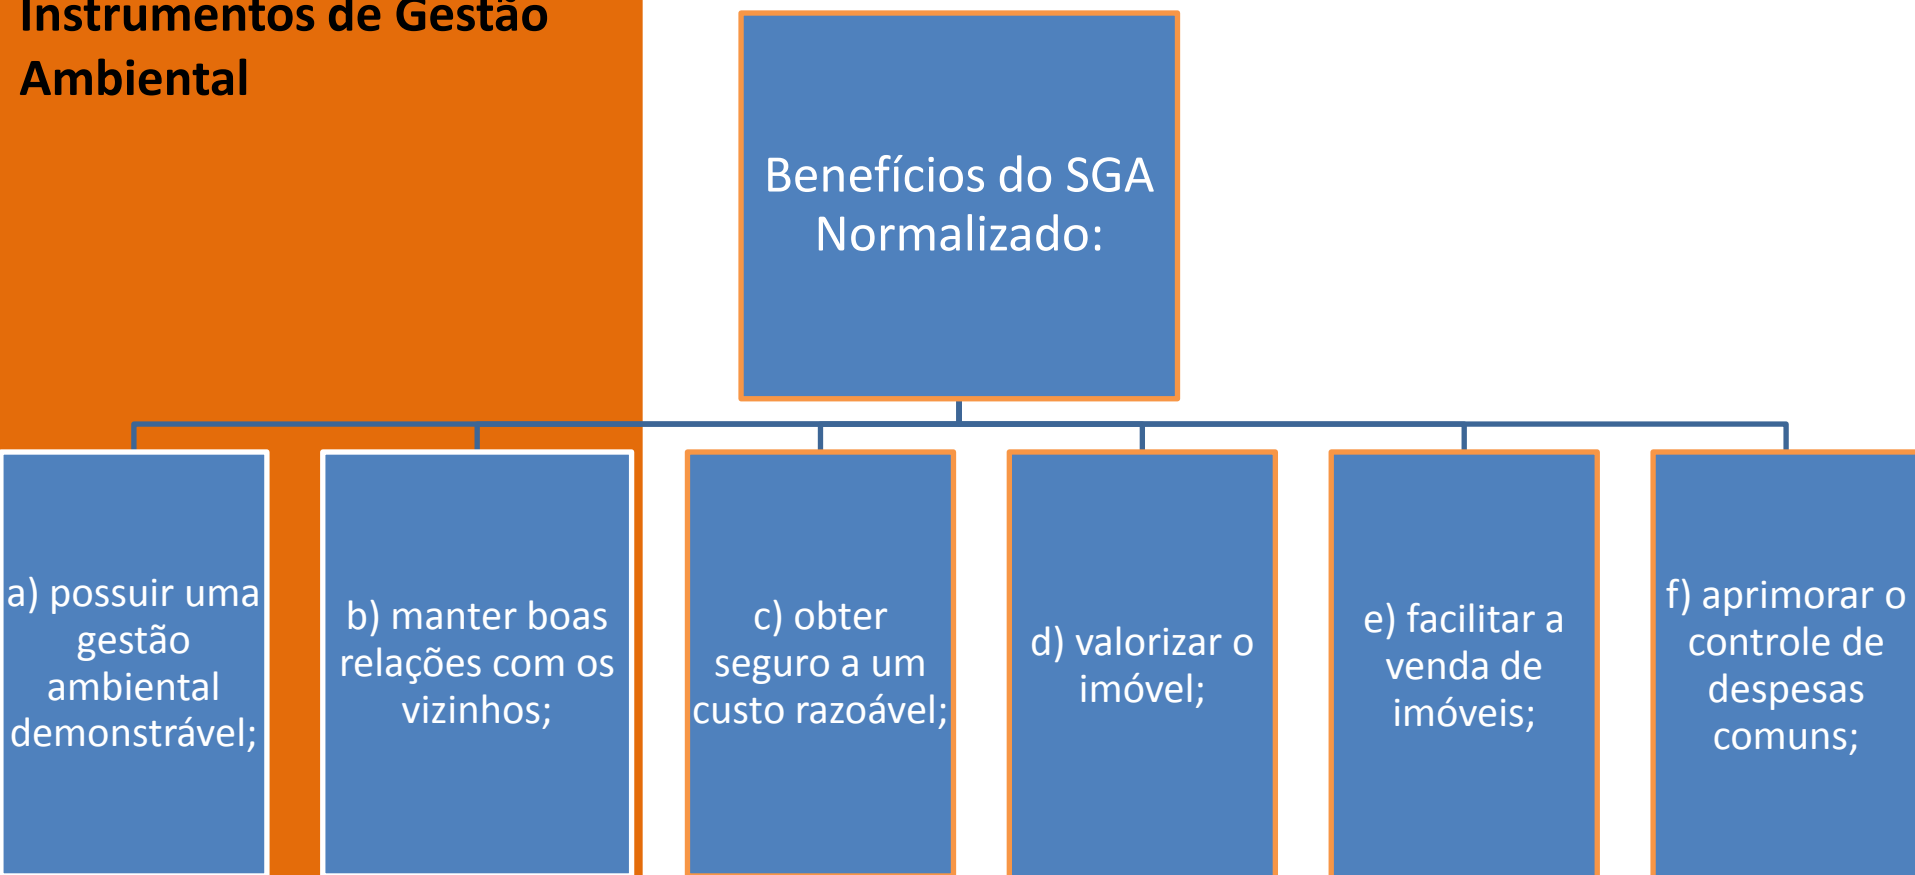 Instrumentos de Gestão
Ambiental
Benefícios do SGA
Normalizado:
a) possuir uma
gestão
ambiental
demonstrável;
b) manter boas
relações com os
vizinhos;
c) obter
seguro a um
custo razoável;
d) valorizar o
imóvel;
e) facilitar a
venda de
imóveis;
f) aprimorar o
controle de
despesas
comuns;